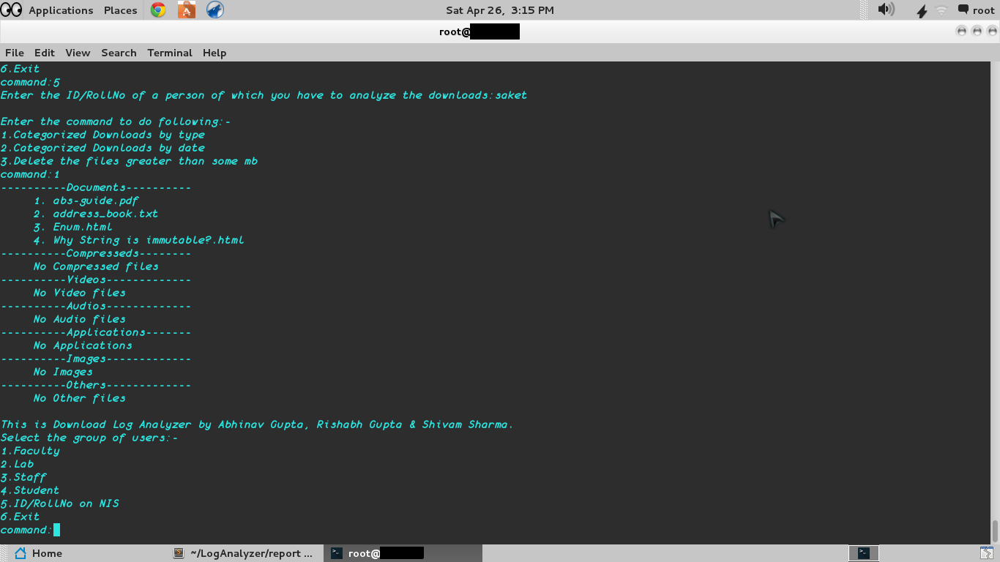 Applications Places Sat Apr 26, 3:15 PM root
root@
File Edit View Search Terminal Help
6.Exit
command:5
Enter the ID/RollNo of a person of which you have to analyze the downloads:saket
Enter the command to do following:-
1.Categorized Downloads by type
2.Categorized Downloads by date
3.Delete the files greater than some mb
command:1
----------Documents----------
1. abs-guide.pdf
2. address_book.txt
3. Enum.html
4. Why String is immutable?.html
----------Compresseds--------
No Compressed files
----------Videos-------------
No Video files
----------Audios-------------
No Audio files
----------Applications-------
No Applications
----------Images-------------
No Images
----------Others-------------
No Other files
This is Download Log Analyzer by Abhinav Gupta, Rishabh Gupta & Shivam Sharma.
Select the group of users:-
1.Faculty
2.Lab
3.Staff
4.Student
5.ID/RollNo on NIS
6.Exit
command:
Home ~/LogAnalyzer/report ... root@